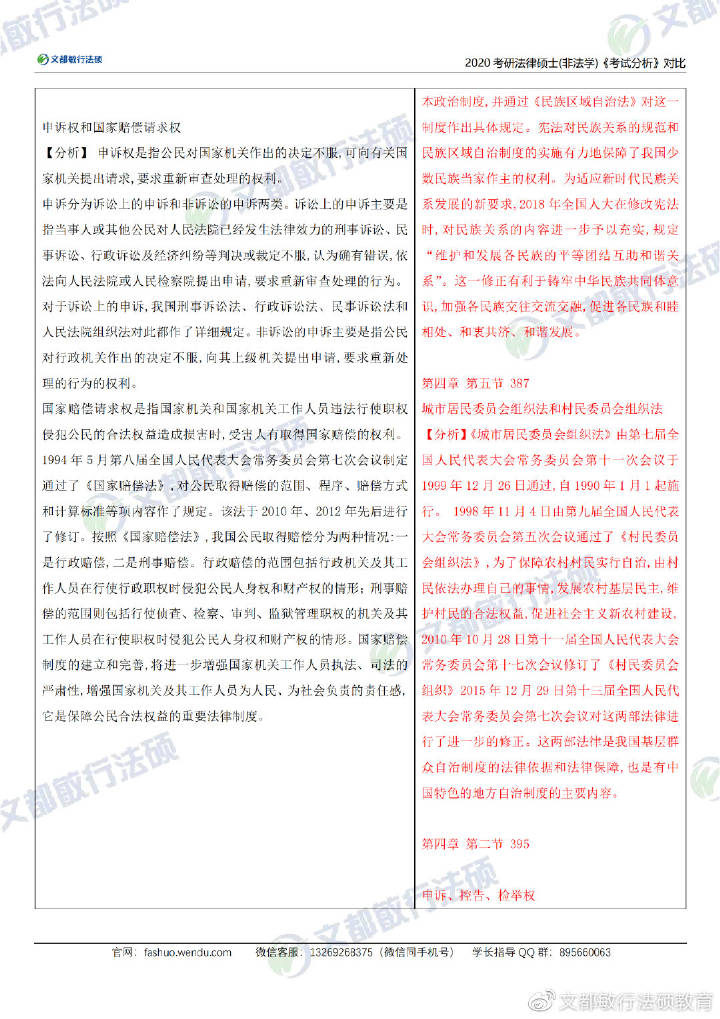 文都敏行法硕
2020考研法律硕士(非法学)《考试分析》对比
申诉权和国家赔偿请求权
【分析】 申诉权是指公民对国家机关作出的决定不服,可向有关国
家机关提出请求,要求重新审查处理的权利。
申诉分为诉讼上的申诉和非诉讼的申诉两类。诉讼上的申诉主要是
指当事人或其他公民对人民法院已经发生法律效力的刑事诉讼、民
事诉讼、行政诉讼及经济纠纷等判决或裁定不服,认为确有错误,依
法向人民法院或人民检察院提出申请,要求重新审查处理的行为。
对于诉讼上的申诉,我国刑事诉讼法、行政诉讼法、民事诉讼法和
人民法院组织法对此都作了详细规定。非诉讼的申诉主要是指公民
对行政机关作出的决定不服,向其上级机关提出申请,要求重新处
理的行为的权利。
国家赔偿请求权是指国家机关和国家机关工作人员违法行使职权
侵犯公民的合法权益造成损害时,受害人有取得国家赔偿的权利。
1994年5月第八届全国人民代表大会常务委员会第七次会议制定
通过了《国家赔偿法》,对公民取得赔偿的范围、程序、赔偿方式
和计算标准等项内容作了规定。该法于2010年、2012年先后进行
了修订。按照《国家赔偿法》,我国公民取得赔偿分为两种情况:一
是行政赔偿,二是刑事赔偿。行政赔偿的范围包括行政机关及其工
作人员在行使行政职权时侵犯公民人身权和财产权的情形;刑事赔
偿的范围则包括行使侦查、检察、审判、监狱管理职权的机关及其
工作人员在行使职权时侵犯公民人身权和财产权的情形。国家赔偿
制度的建立和完善,将进一步增强国家机关工作人员执法、司法的
严肃性,增强国家机关及其工作人员为人民、为社会负责的责任感,
它是保障公民合法权益的重要法律制度。
本政治制度,并通过《民族区域自治法》对这一
制度作出具体规定。宪法对民族关系的规范和
民族区域自治制度的实施有力地保障了我国少
数民族当家作主的权利。为适应新时代民族关
系发展的新要求,2018年全国人大在修改宪法
时,对民族关系的内容进一步予以充实,规定
“维护和发展各民族的平等团结互助和谐关
系”。这一修正有利于铸牢中华民族共同体意
识,加强各民族交往交流交融,促进各民族和睦
相处、和衷共济、和谐发展。
第四章 第五节 387
城市居民委员会组织法和村民委员会组织法
【分析】《城市居民委员会组织法》由第七届全
国人民代表大会常务委员会第十一次会议于
1999年12月26日通过,自1990年1月1起施
行。 1998年11月4日由第九届全国人民代表
大会常务委员会第五次会议通过了《村民委员
会组织法》,为了保障农村村民实行自治,由村
民依法办理自己的事情,发展农村基层民主,维
护村民的合法权益,促进社会主义新农村建设。
2010年10月28日第十一届全国人民代表大会
常务委员会第十七次会议修订了《村民委员会
组织》2015年12月29日第十三届全国人民代
表大会常务委员会第七次会议对这两部法律进
行了进一步的修正。这两部法律是我国基层群
众自治制度的法律依据和法律保障,也是有中
国特色的地方自治制度的主要内容。
第四章 第二节 395
申诉、控告、检举权
官网：fashuo.wendu.com 微信客服：13269268375（微信同手机号） 学长指导QQ群：895660063
@文都敏行法硕教育